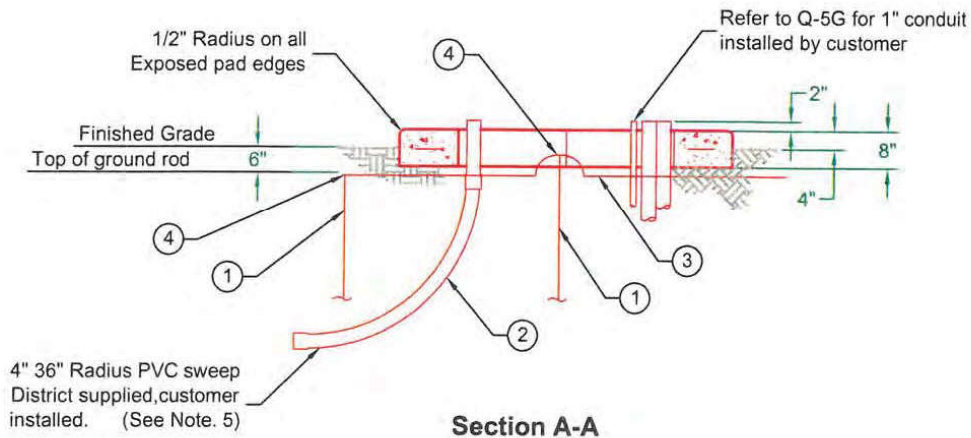 Refer to Q-5G for 1" conduit
installed by customer
1/2" Radius on all
Exposed pad edges
4
2"
Finished Grade
Top of ground rod
6"
8"
4"
4
1
3
2
1
4" 36" Radius PVC sweep
District supplied,customer
installed. (See Note. 5)
Section A-A